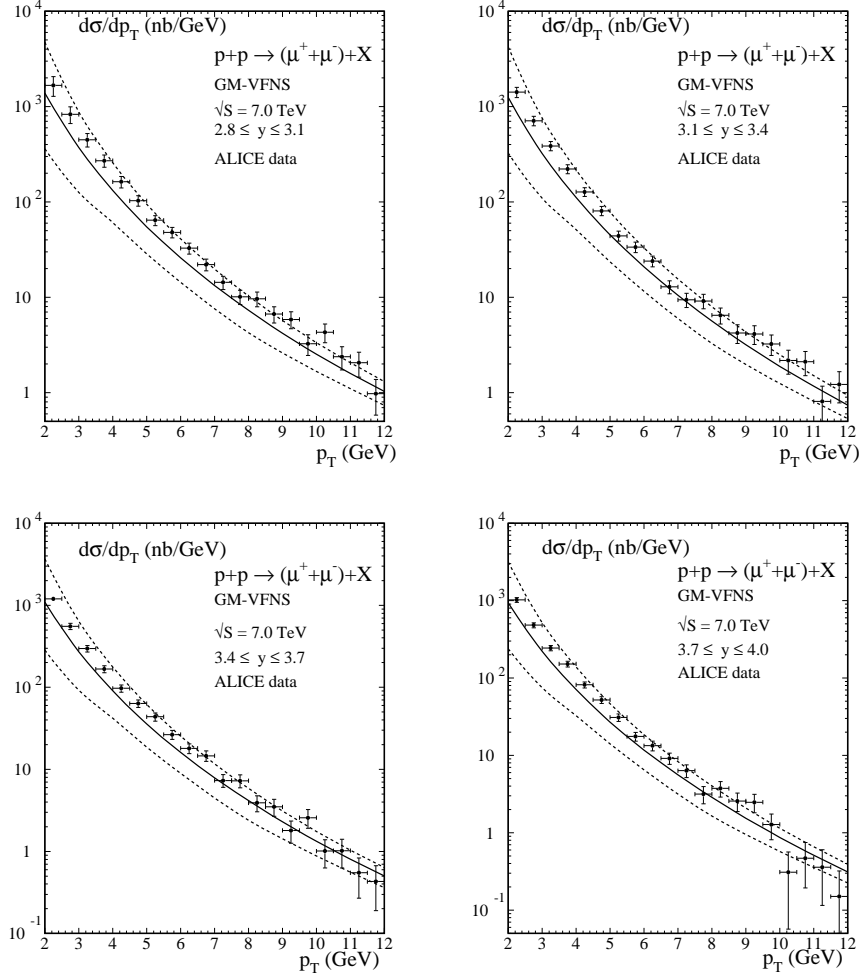 10^4
dσ/dp_T (nb/GeV)
p+p → (μ^+ +μ^-)+X
GM-VFNS
10^3
√S = 7.0 TeV
2.8 ≤ y ≤ 3.1
ALICE data
10^2
10
1
2 3 4 5 6 7 8 9 10 11 12
p_T (GeV)
10^4
dσ/dp_T (nb/GeV)
p+p → (μ^+ +μ^-)+X
GM-VFNS
10^3
√S = 7.0 TeV
3.1 ≤ y ≤ 3.4
ALICE data
10^2
10
1
2 3 4 5 6 7 8 9 10 11 12
p_T (GeV)
10^4
dσ/dp_T (nb/GeV)
p+p → (μ^+ +μ^-)+X
GM-VFNS
10^3
√S = 7.0 TeV
3.4 ≤ y ≤ 3.7
ALICE data
10^2
10
1
10^-1
2 3 4 5 6 7 8 9 10 11 12
p_T (GeV)
10^4
dσ/dp_T (nb/GeV)
p+p → (μ^+ +μ^-)+X
GM-VFNS
10^3
√S = 7.0 TeV
3.7 ≤ y ≤ 4.0
ALICE data
10^2
10
1
10^-1
2 3 4 5 6 7 8 9 10 11 12
p_T (GeV)